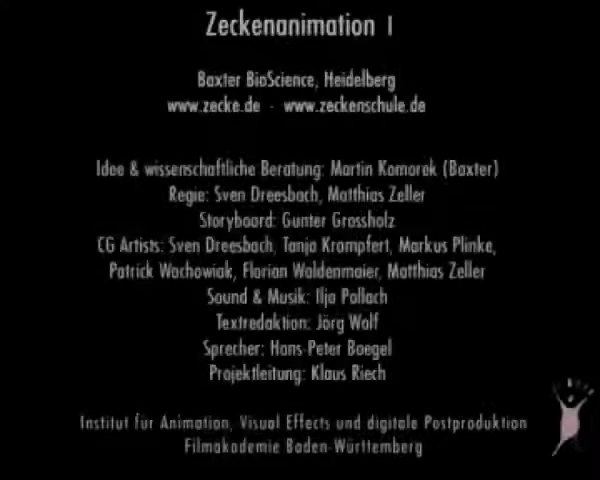 Zeckenanimation I
Baxter BioScience, Heidelberg
www.zecke.de - www.zeckenschule.de
Idee & wissenschaftliche Beratung: Martin Komorek (Baxter)
Regie: Sven Dreesbach, Matthias Zeller
Storyboard: Gunter Grossholz
CG Artists: Sven Dreesbach, Tanja Krampfert, Markus Plinke,
Patrick Wachowiak, Florian Waldenmaier, Matthias Zeller
Sound & Musik: Ilja Pollach
Textredaktion: Jörg Wolf
Sprecher: Hans-Peter Boegel
Projektleitung: Klaus Riech
Institut für Animation, Visual Effects und digitale Postproduktion
Filmakademie Baden-Württemberg